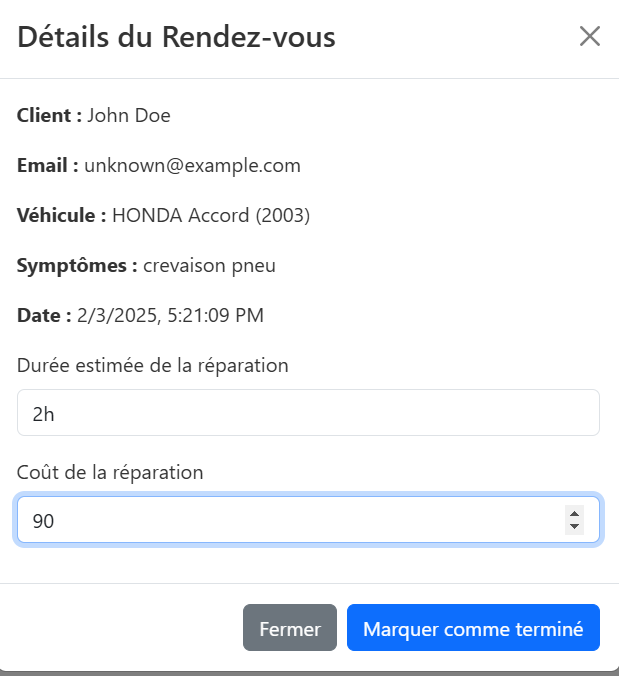 Détails du Rendez-vous
Client : John Doe
Email : unknown@example.com
Véhicule : HONDA Accord (2003)
Symptômes : crevaison pneu
Date : 2/3/2025, 5:21:09 PM
Durée estimée de la réparation
2h
Coût de la réparation
90
Fermer Marquer comme terminé